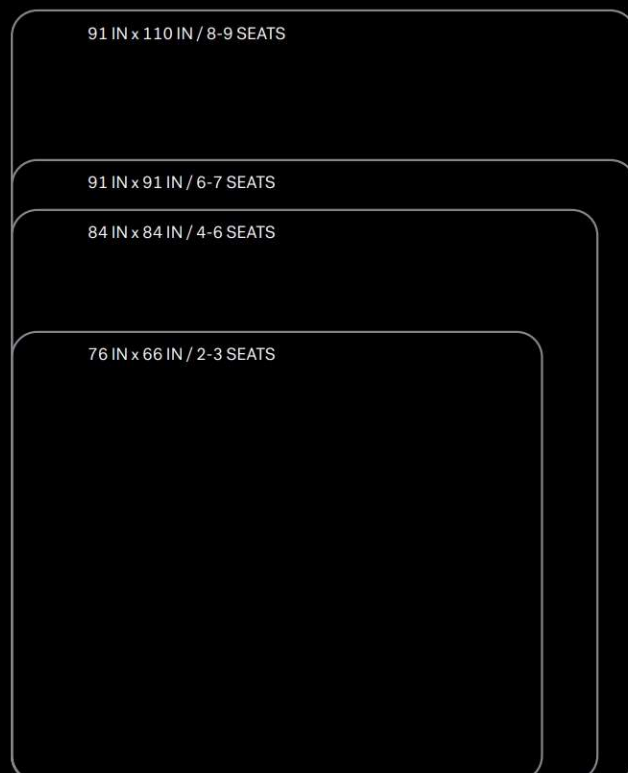 91 IN x 110 IN / 8-9 SEATS
91 IN x 91 IN / 6-7 SEATS
84 IN x 84 IN / 4-6 SEATS
76 IN x 66 IN / 2-3 SEATS